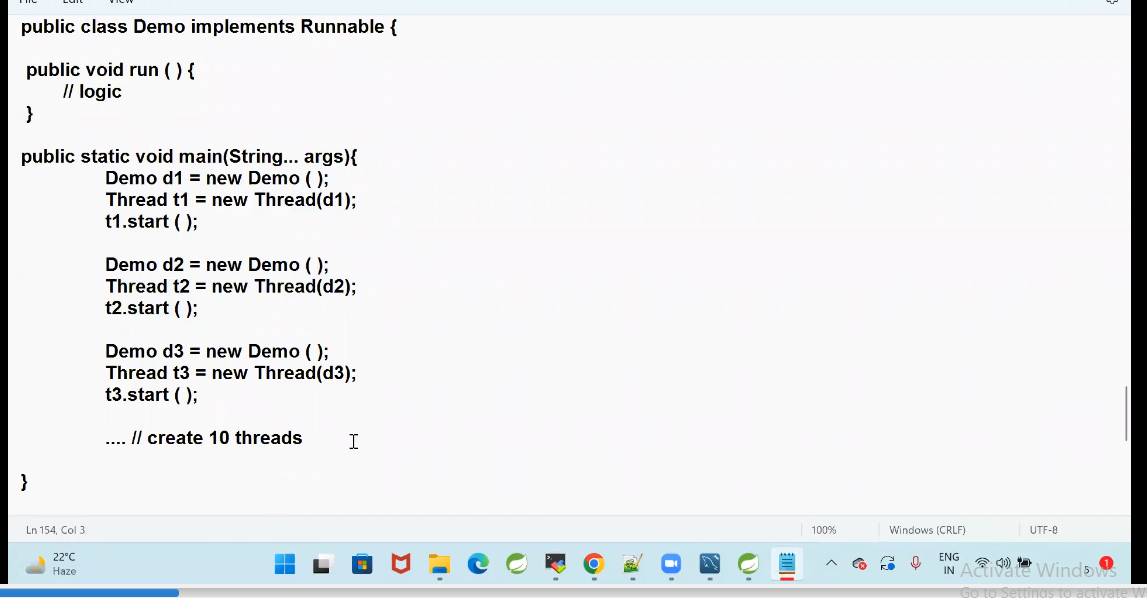 File Edit View
public class Demo implements Runnable {
public void run ( ) {
// logic
}
public static void main(String... args){
Demo d1 = new Demo ( );
Thread t1 = new Thread(d1);
t1.start ( );
Demo d2 = new Demo ( );
Thread t2 = new Thread(d2);
t2.start ( );
Demo d3 = new Demo ( );
Thread t3 = new Thread(d3);
t3.start ( );
.... // create 10 threads
}
Ln 154, Col 3 100% Windows (CRLF) UTF-8
22°C
Haze
ENG
IN
1
Activate Windows
Go to Settings to activate W